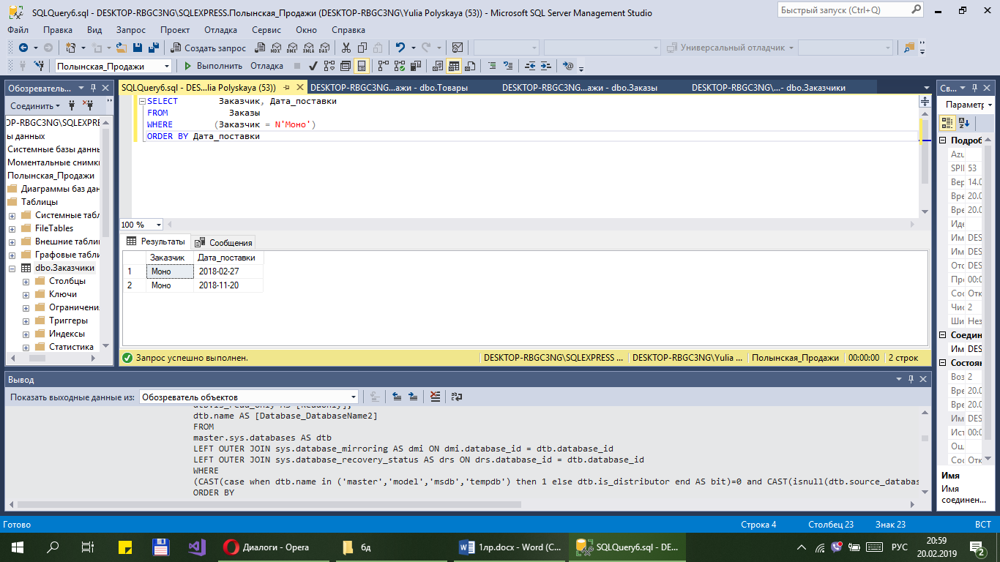 SQLQuery6.sql - DESKTOP-RBGC3NG\SQLEXPRESS.Полынская_Продажи (DESKTOP-RBGC3NG\Yulia Polyskaya (53)) - Microsoft SQL Server Management Studio
Быстрый запуск (Ctrl+Q)
Файл Правка Вид Запрос Проект Отладка Сервис Окно Справка
Создать запрос MDX DMX XMLA DAX Универсальный отладчик
Полынская_Продажи Выполнить Отладка
Обозреватель...
SQLQuery6.sql - DES...lia Polyskaya (53)) DESKTOP-RBGC3NG...ажи - dbo.Товары DESKTOP-RBGC3NG...ажи - dbo.Заказы DESKTOP-RBGC3NG\...- dbo.Заказчики
Св...
Соединить
Параметр
ОР-RBGC3NG\SQLEXPRE
ы данных
Системные базы данн
Моментальные снимк
Полынская_Продажи
Диаграммы баз дан
Таблицы
Системные табл
FileTables
Внешние таблиц
Графовые табли
dbo.Заказчики
Столбцы
Ключи
Ограничени
Триггеры
Индексы
Статистика
SELECT Заказчик, Дата_поставки
FROM Заказы
WHERE (Заказчик = N'Моно')
ORDER BY Дата_поставки
100 %
Результаты Сообщения
Заказчик Дата_поставки
1 Моно 2018-02-27
2 Моно 2018-11-20
Запрос успешно выполнен. DESKTOP-RBGC3NG\SQLEXPRESS ... DESKTOP-RBGC3NG\Yulia ... Полынская_Продажи 00:00:00 2 строк
Подроб
Azu
SPII 53
Вер 14.0
Вре 20.0
Вре 20.0
Иде
Им DES
Им DES
Отс DES
Про 00:0
Сос Отк
Чис 2
Ши Нез
Соедин
Им DES
Состоян
Воз 2
Вре 20.0
Вре 20.0
Им DES
Ист 00:0
Ош
Сос Отк
Имя
Имя
соединен...
Вывод
Показать выходные данные из: Обозреватель объектов
dtb.is_read_only AS [ReadOnly],
dtb.name AS [Database_DatabaseName2]
FROM
master.sys.databases AS dtb
LEFT OUTER JOIN sys.database_mirroring AS dmi ON dmi.database_id = dtb.database_id
LEFT OUTER JOIN sys.database_recovery_status AS drs ON drs.database_id = dtb.database_id
WHERE
(CAST(case when dtb.name in ('master','model','msdb','tempdb') then 1 else dtb.is_distributor end AS bit)=0 and CAST(isnull(dtb.source_databas
ORDER BY
Готово Строка 4 Столбец 23 Знак 23 ВСТ
Диалоги - Opera бд 1лр.docx - Word (С... SQLQuery6.sql - DE... РУС 20:59
20.02.2019 2